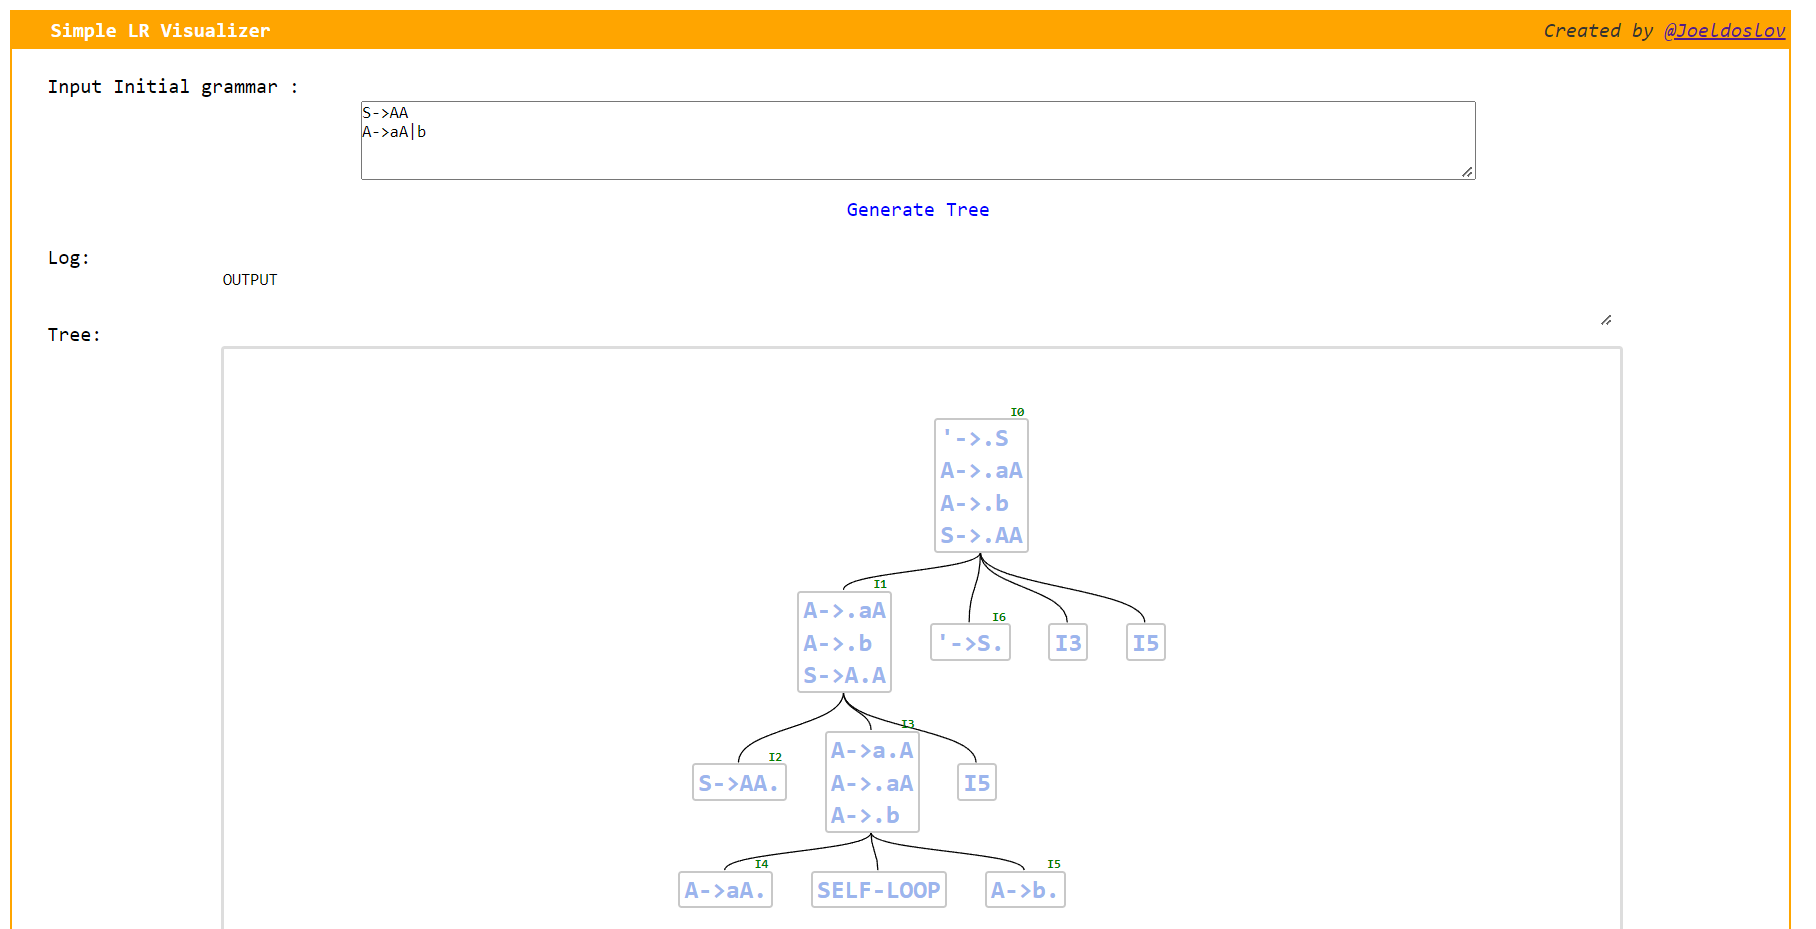 Simple LR Visualizer
Created by @Joeldoslov
Input Initial grammar :
S->AA
A->aA|b
Generate Tree
Log:
OUTPUT
Tree:
I0
'->.S
A->.aA
A->.b
S->.AA
I1
A->.aA
A->.b
S->A.A
I6
'->S.
I3
I5
I2
S->AA.
I3
A->a.A
A->.aA
A->.b
I5
I4
A->aA.
SELF-LOOP
I5
A->b.